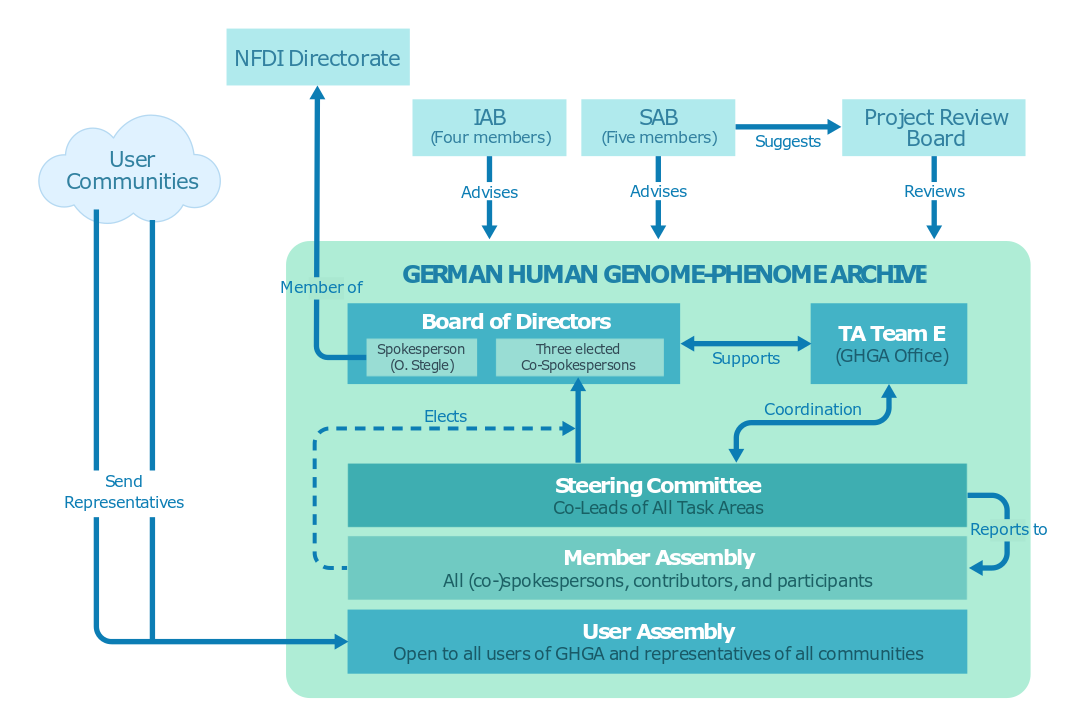 NFDI Directorate
IAB
(Four members)
SAB
(Five members)
Suggests
Project Review
Board
User
Communities
Advises
Advises
Reviews
GERMAN HUMAN GENOME-PHENOME ARCHIVE
Member of
Board of Directors
Spokesperson
(O. Stegle)
Three elected
Co-Spokespersons
Supports
TA Team E
(GHGA Office)
Elects
Coordination
Send
Representatives
Steering Committee
Co-Leads of All Task Areas
Reports to
Member Assembly
All (co-)spokespersons, contributors, and participants
User Assembly
Open to all users of GHGA and representatives of all communities